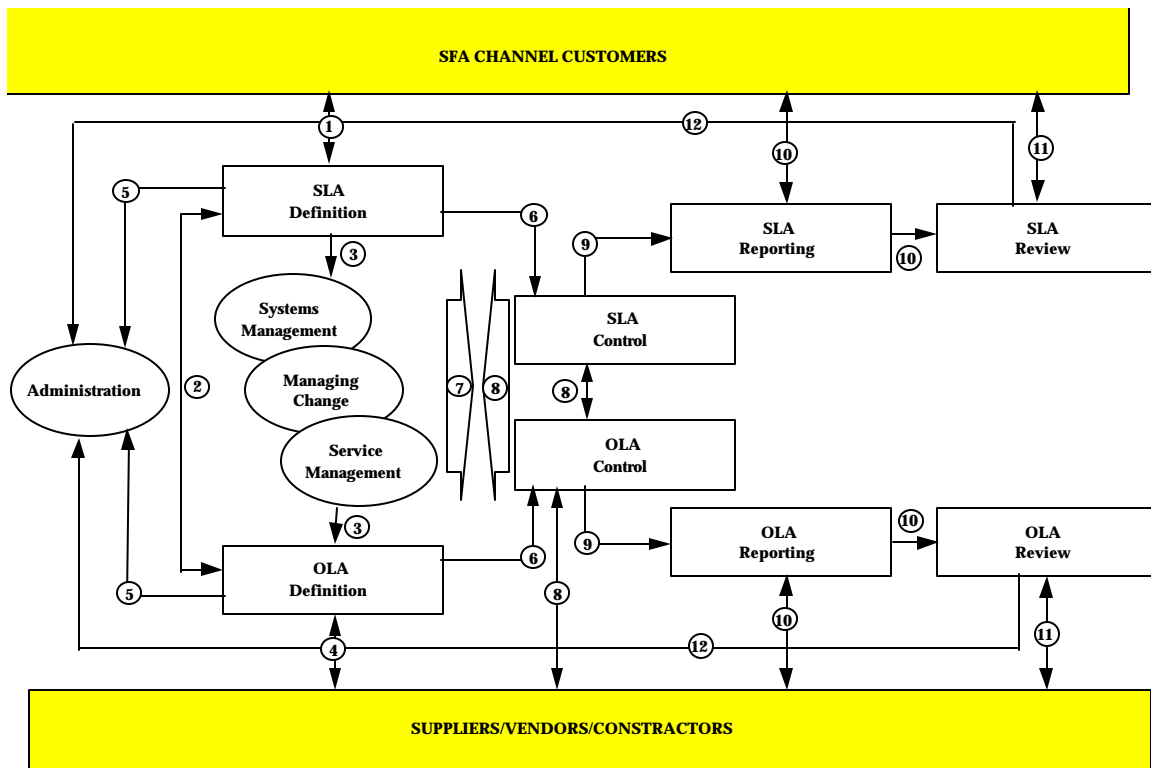 SFA CHANNEL CUSTOMERS
1
12
10
11
5
SLA
Definition
6
SLA
Reporting
10
SLA
Review
9
3
Systems
Management
SLA
Control
Administration
2
Managing
Change
7
8
8
Service
Management
OLA
Control
3
OLA
Definition
6
9
OLA
Reporting
10
OLA
Review
5
8
10
11
4
12
SUPPLIERS/VENDORS/CONSTRACTORS